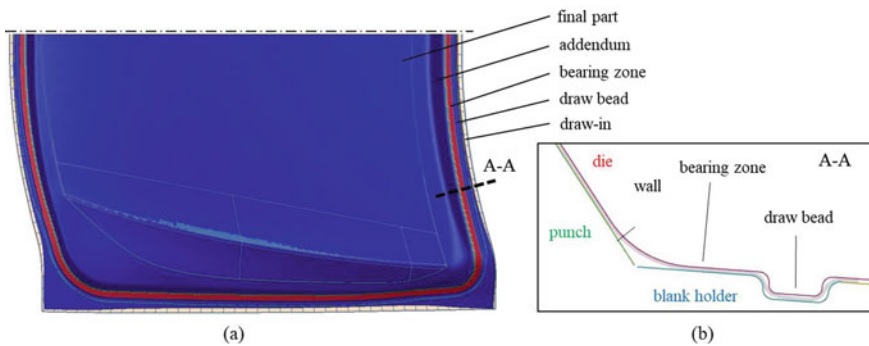 final part
addendum
bearing zone
draw bead
draw-in
A-A
A-A
die
bearing zone
wall
draw bead
punch
blank holder
(a)
(b)